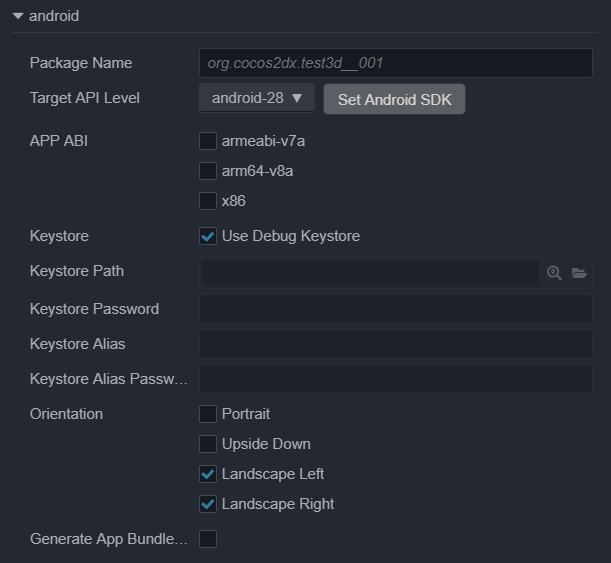 android
Package Name org.cocos2dx.test3d__001
Target API Level android-28 ▼ Set Android SDK
APP ABI armeabi-v7a
arm64-v8a
x86
Keystore Use Debug Keystore
Keystore Path
Keystore Password
Keystore Alias
Keystore Alias Passw...
Orientation Portrait
Upside Down
Landscape Left
Landscape Right
Generate App Bundle...